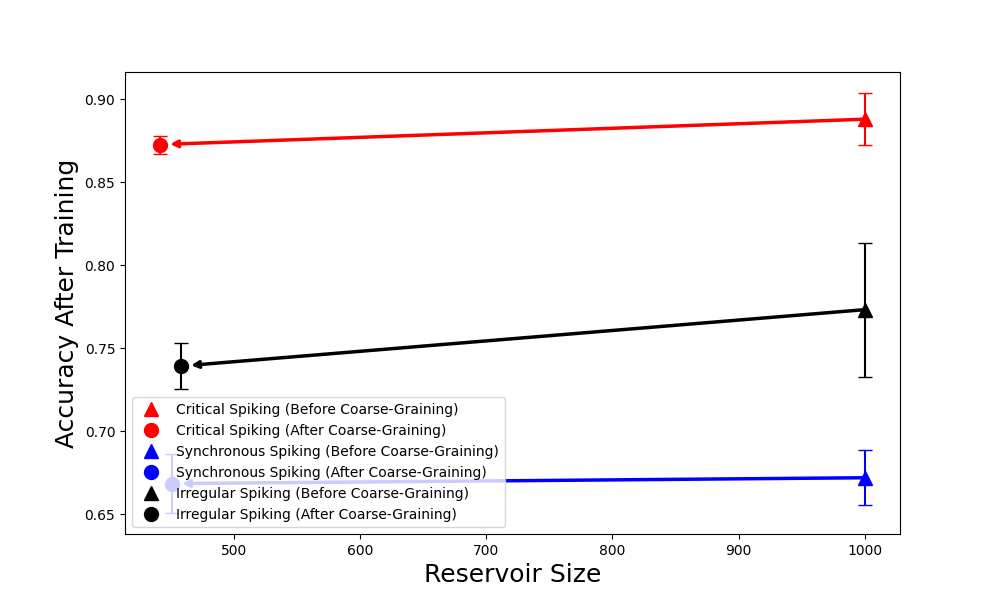 0.90
0.85
0.80
0.75
0.70
0.65
Accuracy After Training
Critical Spiking (Before Coarse-Graining)
Critical Spiking (After Coarse-Graining)
Synchronous Spiking (Before Coarse-Graining)
Synchronous Spiking (After Coarse-Graining)
Irregular Spiking (Before Coarse-Graining)
Irregular Spiking (After Coarse-Graining)
500 600 700 800 900 1000
Reservoir Size